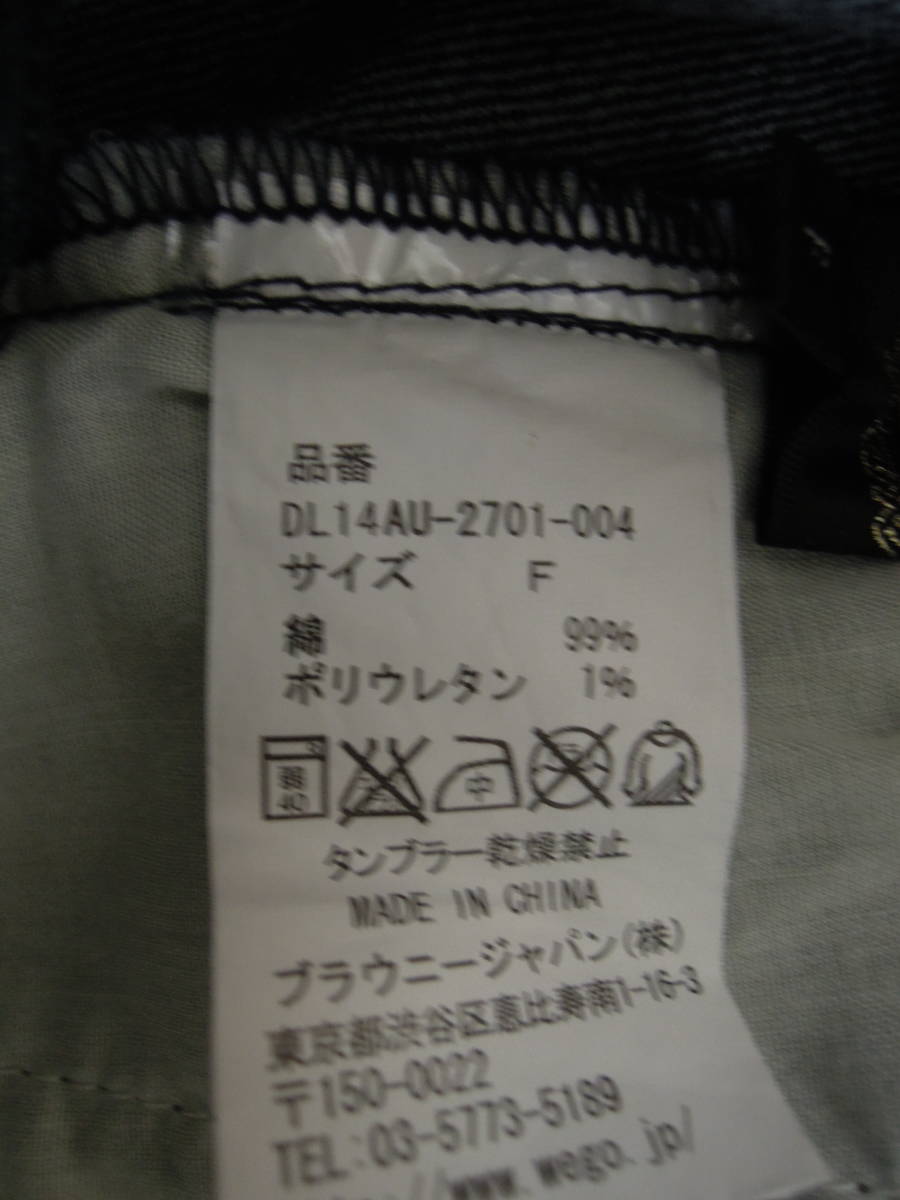 品番
DL14AU-2701-004
サイズ F
綿 99%
ポリウレタン 1%
弱
40
中
タンブラー乾燥禁止
MADE IN CHINA
ブラウニージャパン(株)
東京都渋谷区恵比寿南1-16-3
〒150-0022
TEL:03-5773-5189
www.wego.jp/